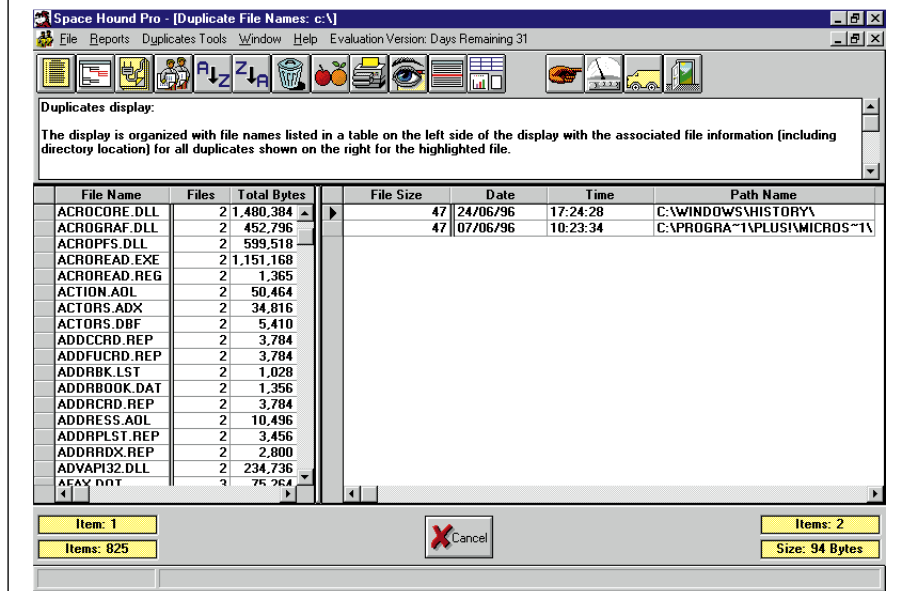 Space Hound Pro - [Duplicate File Names: c:\]
File Reports Duplicates Tools Window Help Evaluation Version: Days Remaining 31
A Z Z A
Duplicates display:
The display is organized with file names listed in a table on the left side of the display with the associated file information (including
directory location) for all duplicates shown on the right for the highlighted file.
File Name Files Total Bytes File Size Date Time Path Name
ACROCORE.DLL 2 1,480,384 47 24/06/96 17:24:28 C:\WINDOWS\HISTORY\
ACROGRAF.DLL 2 452,796 47 07/06/96 10:23:34 C:\PROGRA~1\PLUS!\MICROS~1\
ACROPFS.DLL 2 599,518
ACROREAD.EXE 2 1,151,168
ACROREAD.REG 2 1,365
ACTION.AOL 2 50,464
ACTORS.ADX 2 34,816
ACTORS.DBF 2 5,410
ADDCCRD.REP 2 3,784
ADDFUCRD.REP 2 3,784
ADDRBK.LST 2 1,028
ADDRBOOK.DAT 2 1,356
ADDRCRD.REP 2 3,784
ADDRESS.AOL 2 10,496
ADDRPLST.REP 2 3,456
ADDRRDX.REP 2 2,800
ADVAPI32.DLL 2 234,736
AFAX.DOT 3 75,264
Item: 1 Cancel Items: 2
Items: 825 Size: 94 Bytes